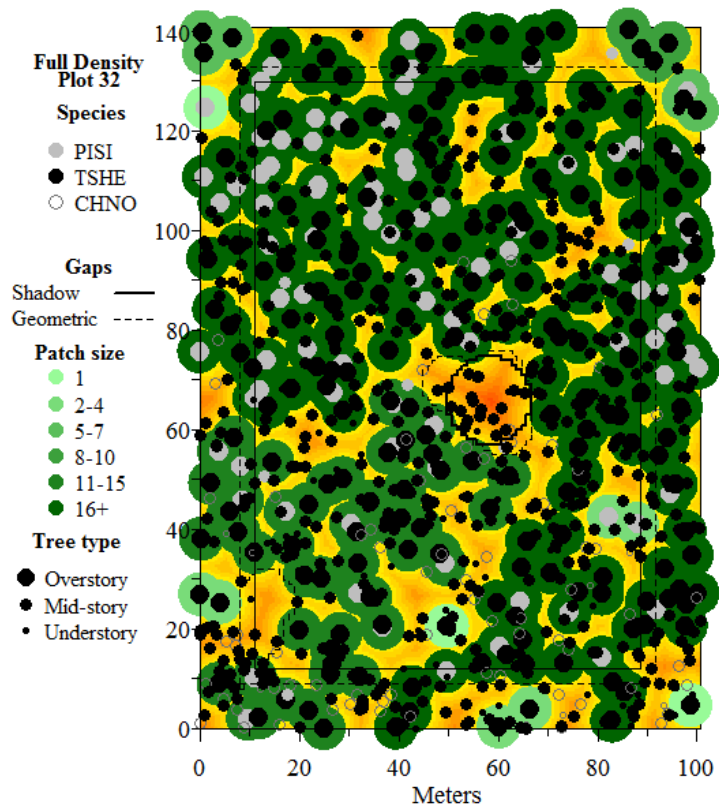 Full Density
Plot 32
Species
PISI
TSHE
CHNO
Gaps
Shadow
Geometric
Patch size
1
2-4
5-7
8-10
11-15
16+
Tree type
Overstory
Mid-story
Understory
140
120
100
80
60
40
20
0
0 20 40 60 80 100
Meters